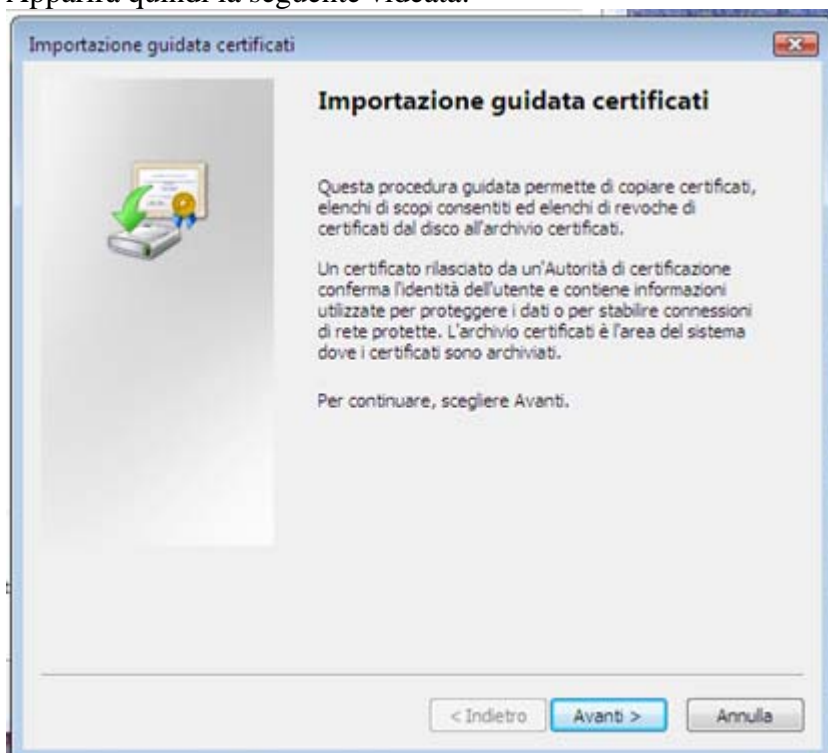 Apparirà quindi la seguente videata:
Importazione guidata certificati
Importazione guidata certificati
Questa procedura guidata permette di copiare certificati,
elenchi di scopi consentiti ed elenchi di revoche di
certificati dal disco all'archivio certificati.
Un certificato rilasciato da un'Autorità di certificazione
conferma l'identità dell'utente e contiene informazioni
utilizzate per proteggere i dati o per stabilire connessioni
di rete protette. L'archivio certificati è l'area del sistema
dove i certificati sono archiviati.
Per continuare, scegliere Avanti.
< Indietro Avanti > Annulla